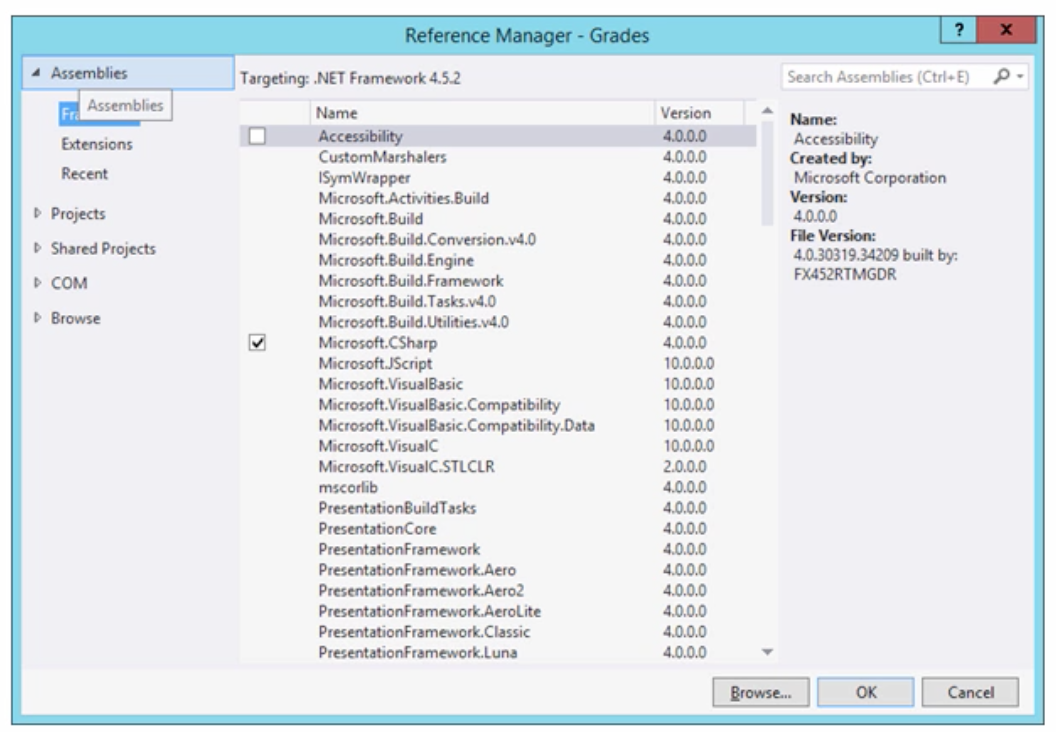 Reference Manager - Grades
?
x
Assemblies
Assemblies
Extensions
Recent
Projects
Shared Projects
COM
Browse
Targeting: .NET Framework 4.5.2
Search Assemblies (Ctrl+E)
Name Version
Accessibility 4.0.0.0
CustomMarshalers 4.0.0.0
ISymWrapper 4.0.0.0
Microsoft.Activities.Build 4.0.0.0
Microsoft.Build 4.0.0.0
Microsoft.Build.Conversion.v4.0 4.0.0.0
Microsoft.Build.Engine 4.0.0.0
Microsoft.Build.Framework 4.0.0.0
Microsoft.Build.Tasks.v4.0 4.0.0.0
Microsoft.Build.Utilities.v4.0 4.0.0.0
Microsoft.CSharp 4.0.0.0
Microsoft.JScript 10.0.0.0
Microsoft.VisualBasic 10.0.0.0
Microsoft.VisualBasic.Compatibility 10.0.0.0
Microsoft.VisualBasic.Compatibility.Data 10.0.0.0
Microsoft.VisualC 10.0.0.0
Microsoft.VisualC.STLCLR 2.0.0.0
mscorlib 4.0.0.0
PresentationBuildTasks 4.0.0.0
PresentationCore 4.0.0.0
PresentationFramework 4.0.0.0
PresentationFramework.Aero 4.0.0.0
PresentationFramework.Aero2 4.0.0.0
PresentationFramework.AeroLite 4.0.0.0
PresentationFramework.Classic 4.0.0.0
PresentationFramework.Luna 4.0.0.0
Name:
Accessibility
Created by:
Microsoft Corporation
Version:
4.0.0.0
File Version:
4.0.30319.34209 built by:
FX452RTMGDR
Browse...
OK
Cancel